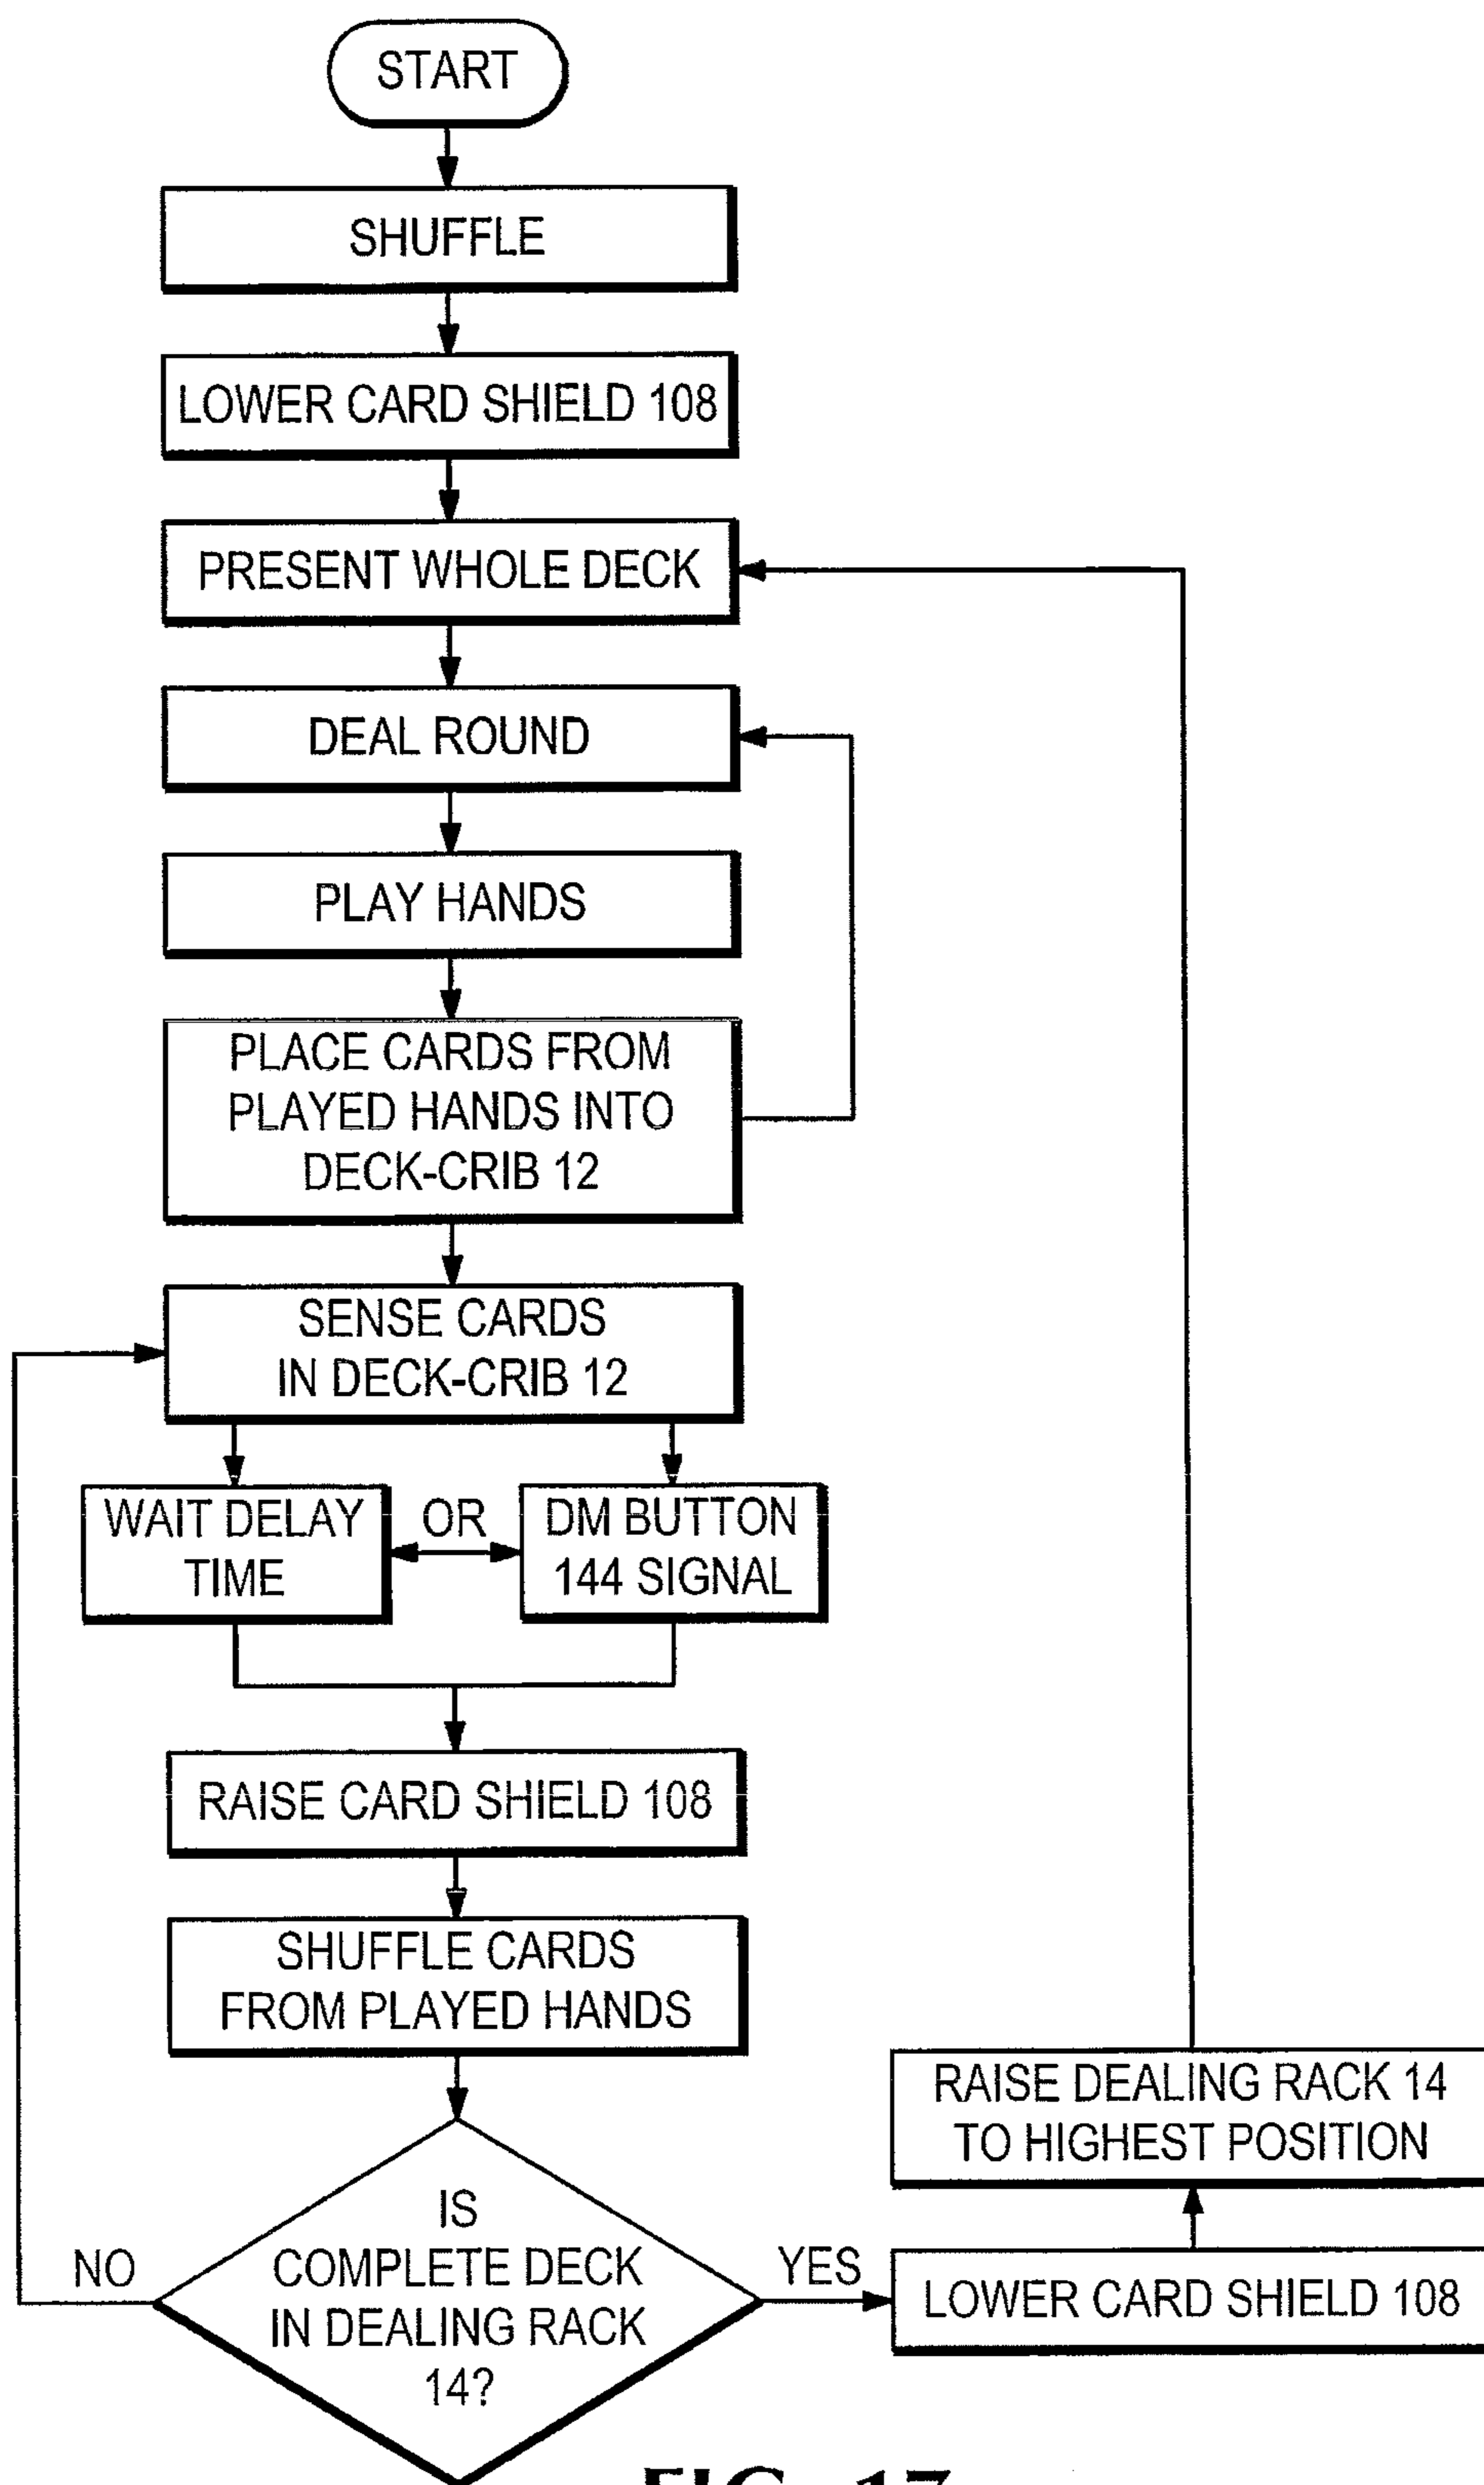 START
SHUFFLE
LOWER CARD SHIELD 108
PRESENT WHOLE DECK
DEAL ROUND
PLAY HANDS
PLACE CARDS FROM
PLAYED HANDS INTO
DECK-CRIB 12
SENSE CARDS
IN DECK-CRIB 12
WAIT DELAY
TIME
OR
DM BUTTON
144 SIGNAL
RAISE CARD SHIELD 108
SHUFFLE CARDS
FROM PLAYED HANDS
IS
COMPLETE DECK
IN DEALING RACK
14?
NO
YES
LOWER CARD SHIELD 108
RAISE DEALING RACK 14
TO HIGHEST POSITION
FIG. 17